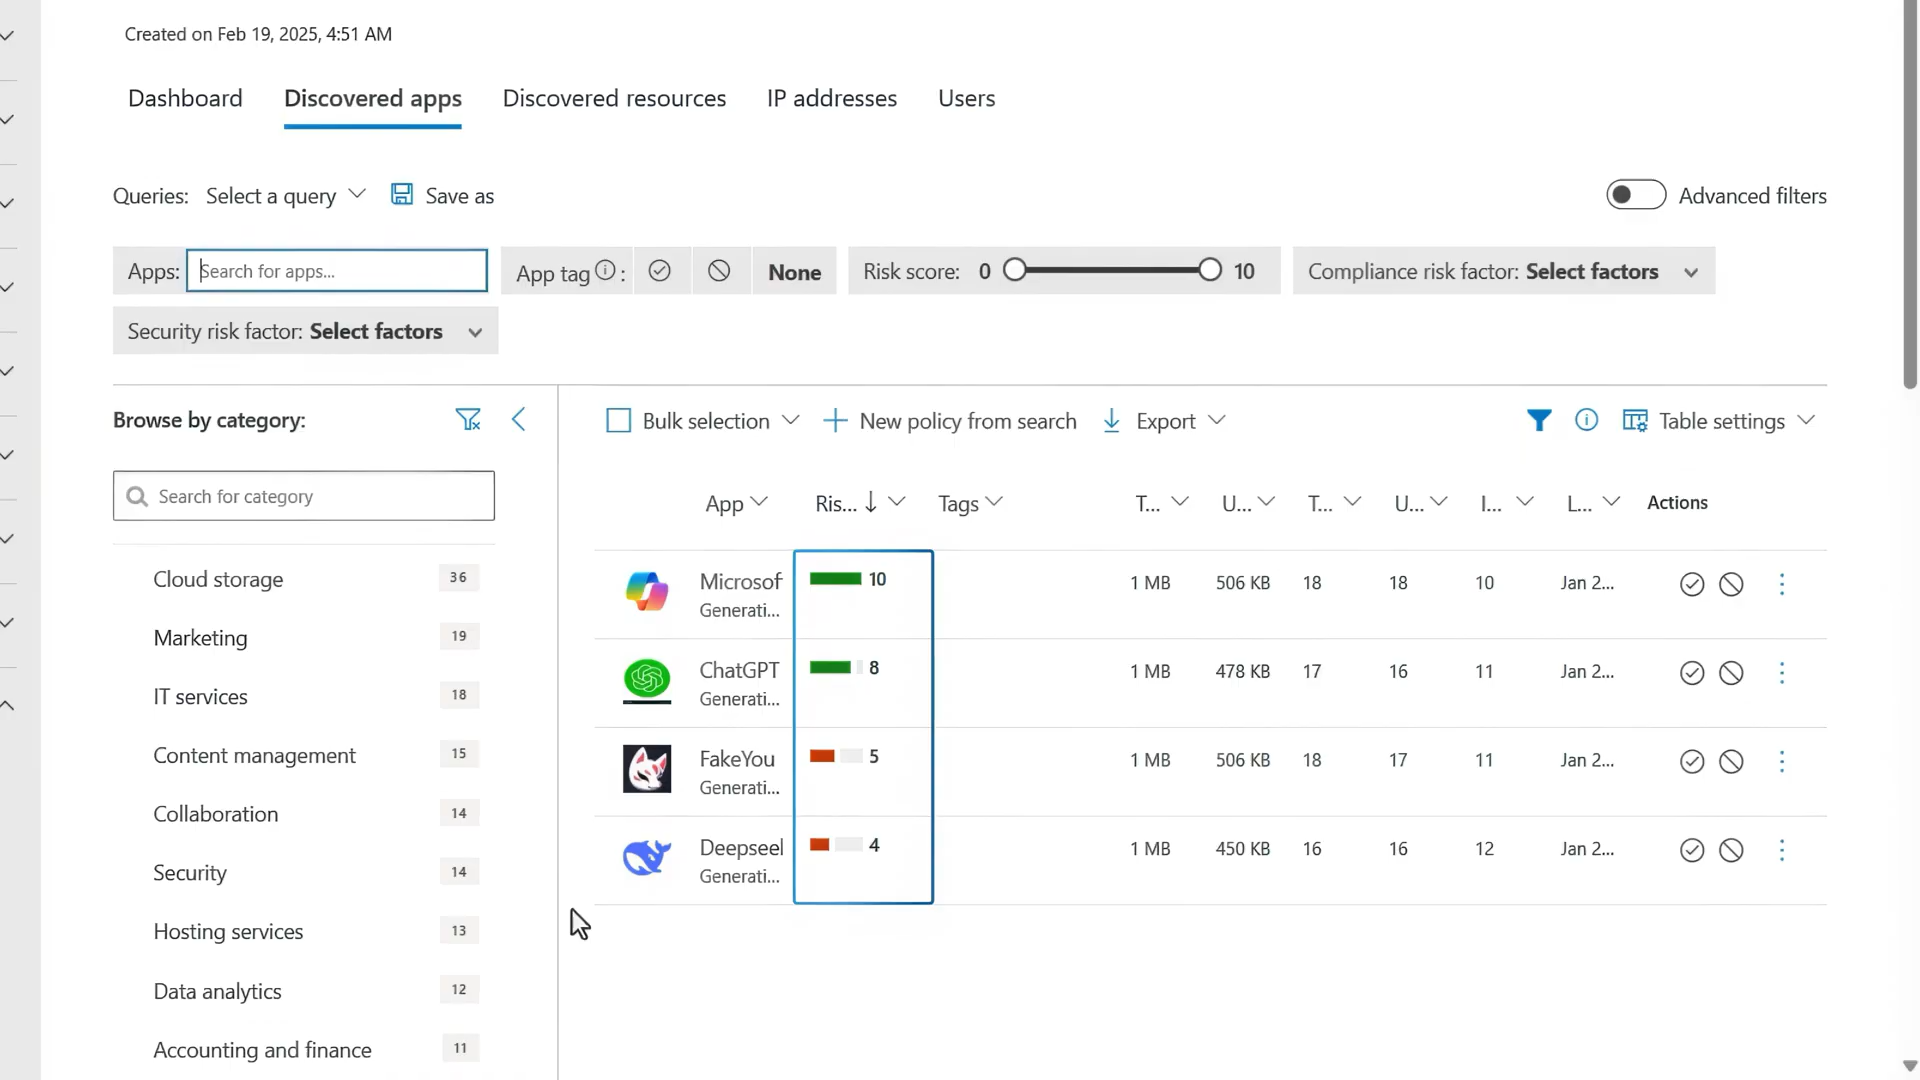 Created on Feb 19, 2025, 4:51 AM
Dashboard Discovered apps Discovered resources IP addresses Users
Queries: Select a query Save as Advanced filters
Apps: Search for apps... App tag : None Risk score: 0 10 Compliance risk factor: Select factors
Security risk factor: Select factors
Browse by category: Bulk selection New policy from search Export Table settings
Search for category
App Ris... Tags T... U... T... U... I... L... Actions
Cloud storage 36
Marketing 19
IT services 18
Content management 15
Collaboration 14
Security 14
Hosting services 13
Data analytics 12
Accounting and finance 11
Microsof 10 1 MB 506 KB 18 18 10 Jan 2...
Generati...
ChatGPT 8 1 MB 478 KB 17 16 11 Jan 2...
Generati...
FakeYou 5 1 MB 506 KB 18 17 11 Jan 2...
Generati...
Deepseel 4 1 MB 450 KB 16 16 12 Jan 2...
Generati...